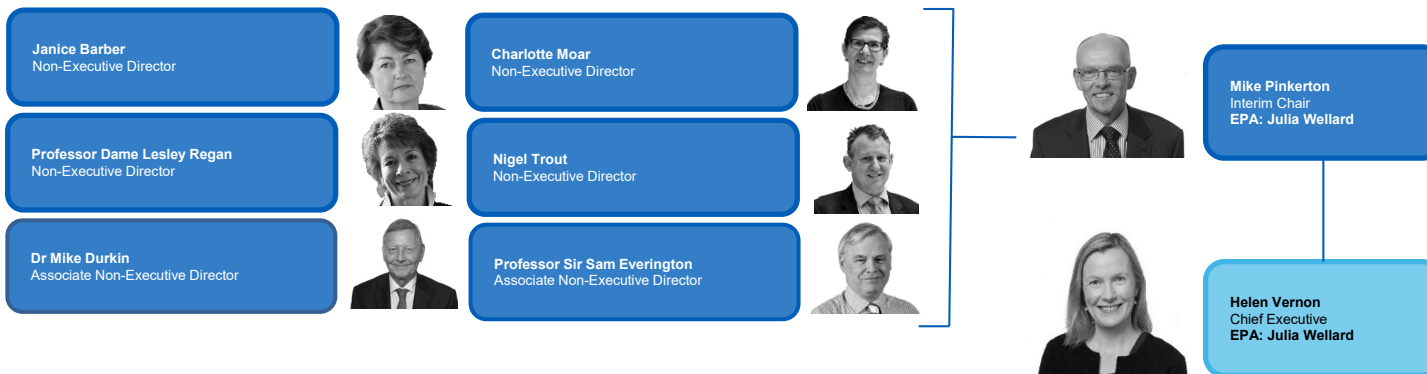 Janice Barber
Non-Executive Director
Charlotte Moar
Non-Executive Director
Mike Pinkerton
Interim Chair
EPA: Julia Wellard
Professor Dame Lesley Regan
Non-Executive Director
Nigel Trout
Non-Executive Director
Dr Mike Durkin
Associate Non-Executive Director
Professor Sir Sam Everington
Associate Non-Executive Director
Helen Vernon
Chief Executive
EPA: Julia Wellard